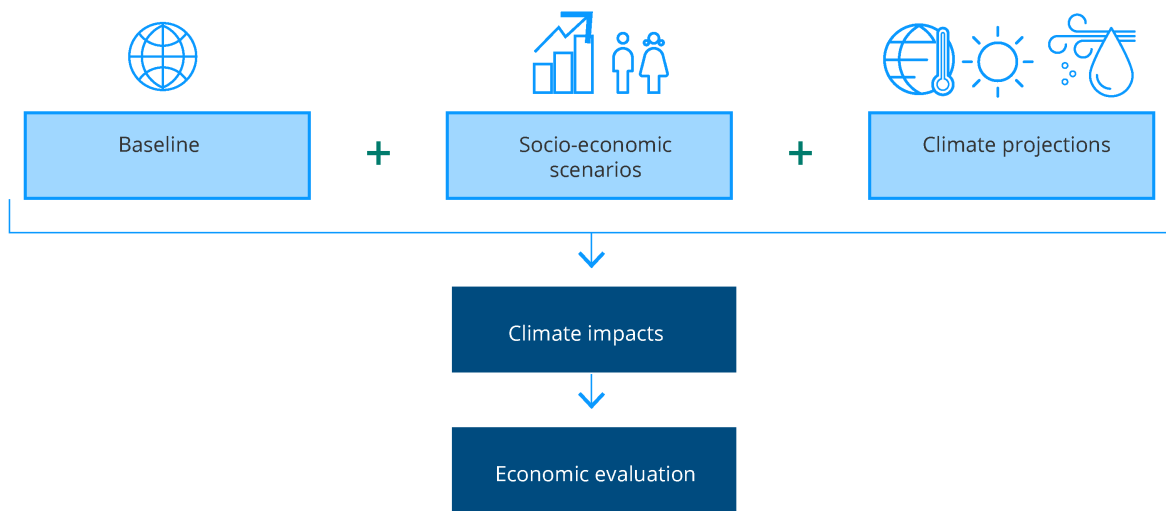 Baseline
+
Socio-economic
scenarios
+
Climate projections
Climate impacts
Economic evaluation